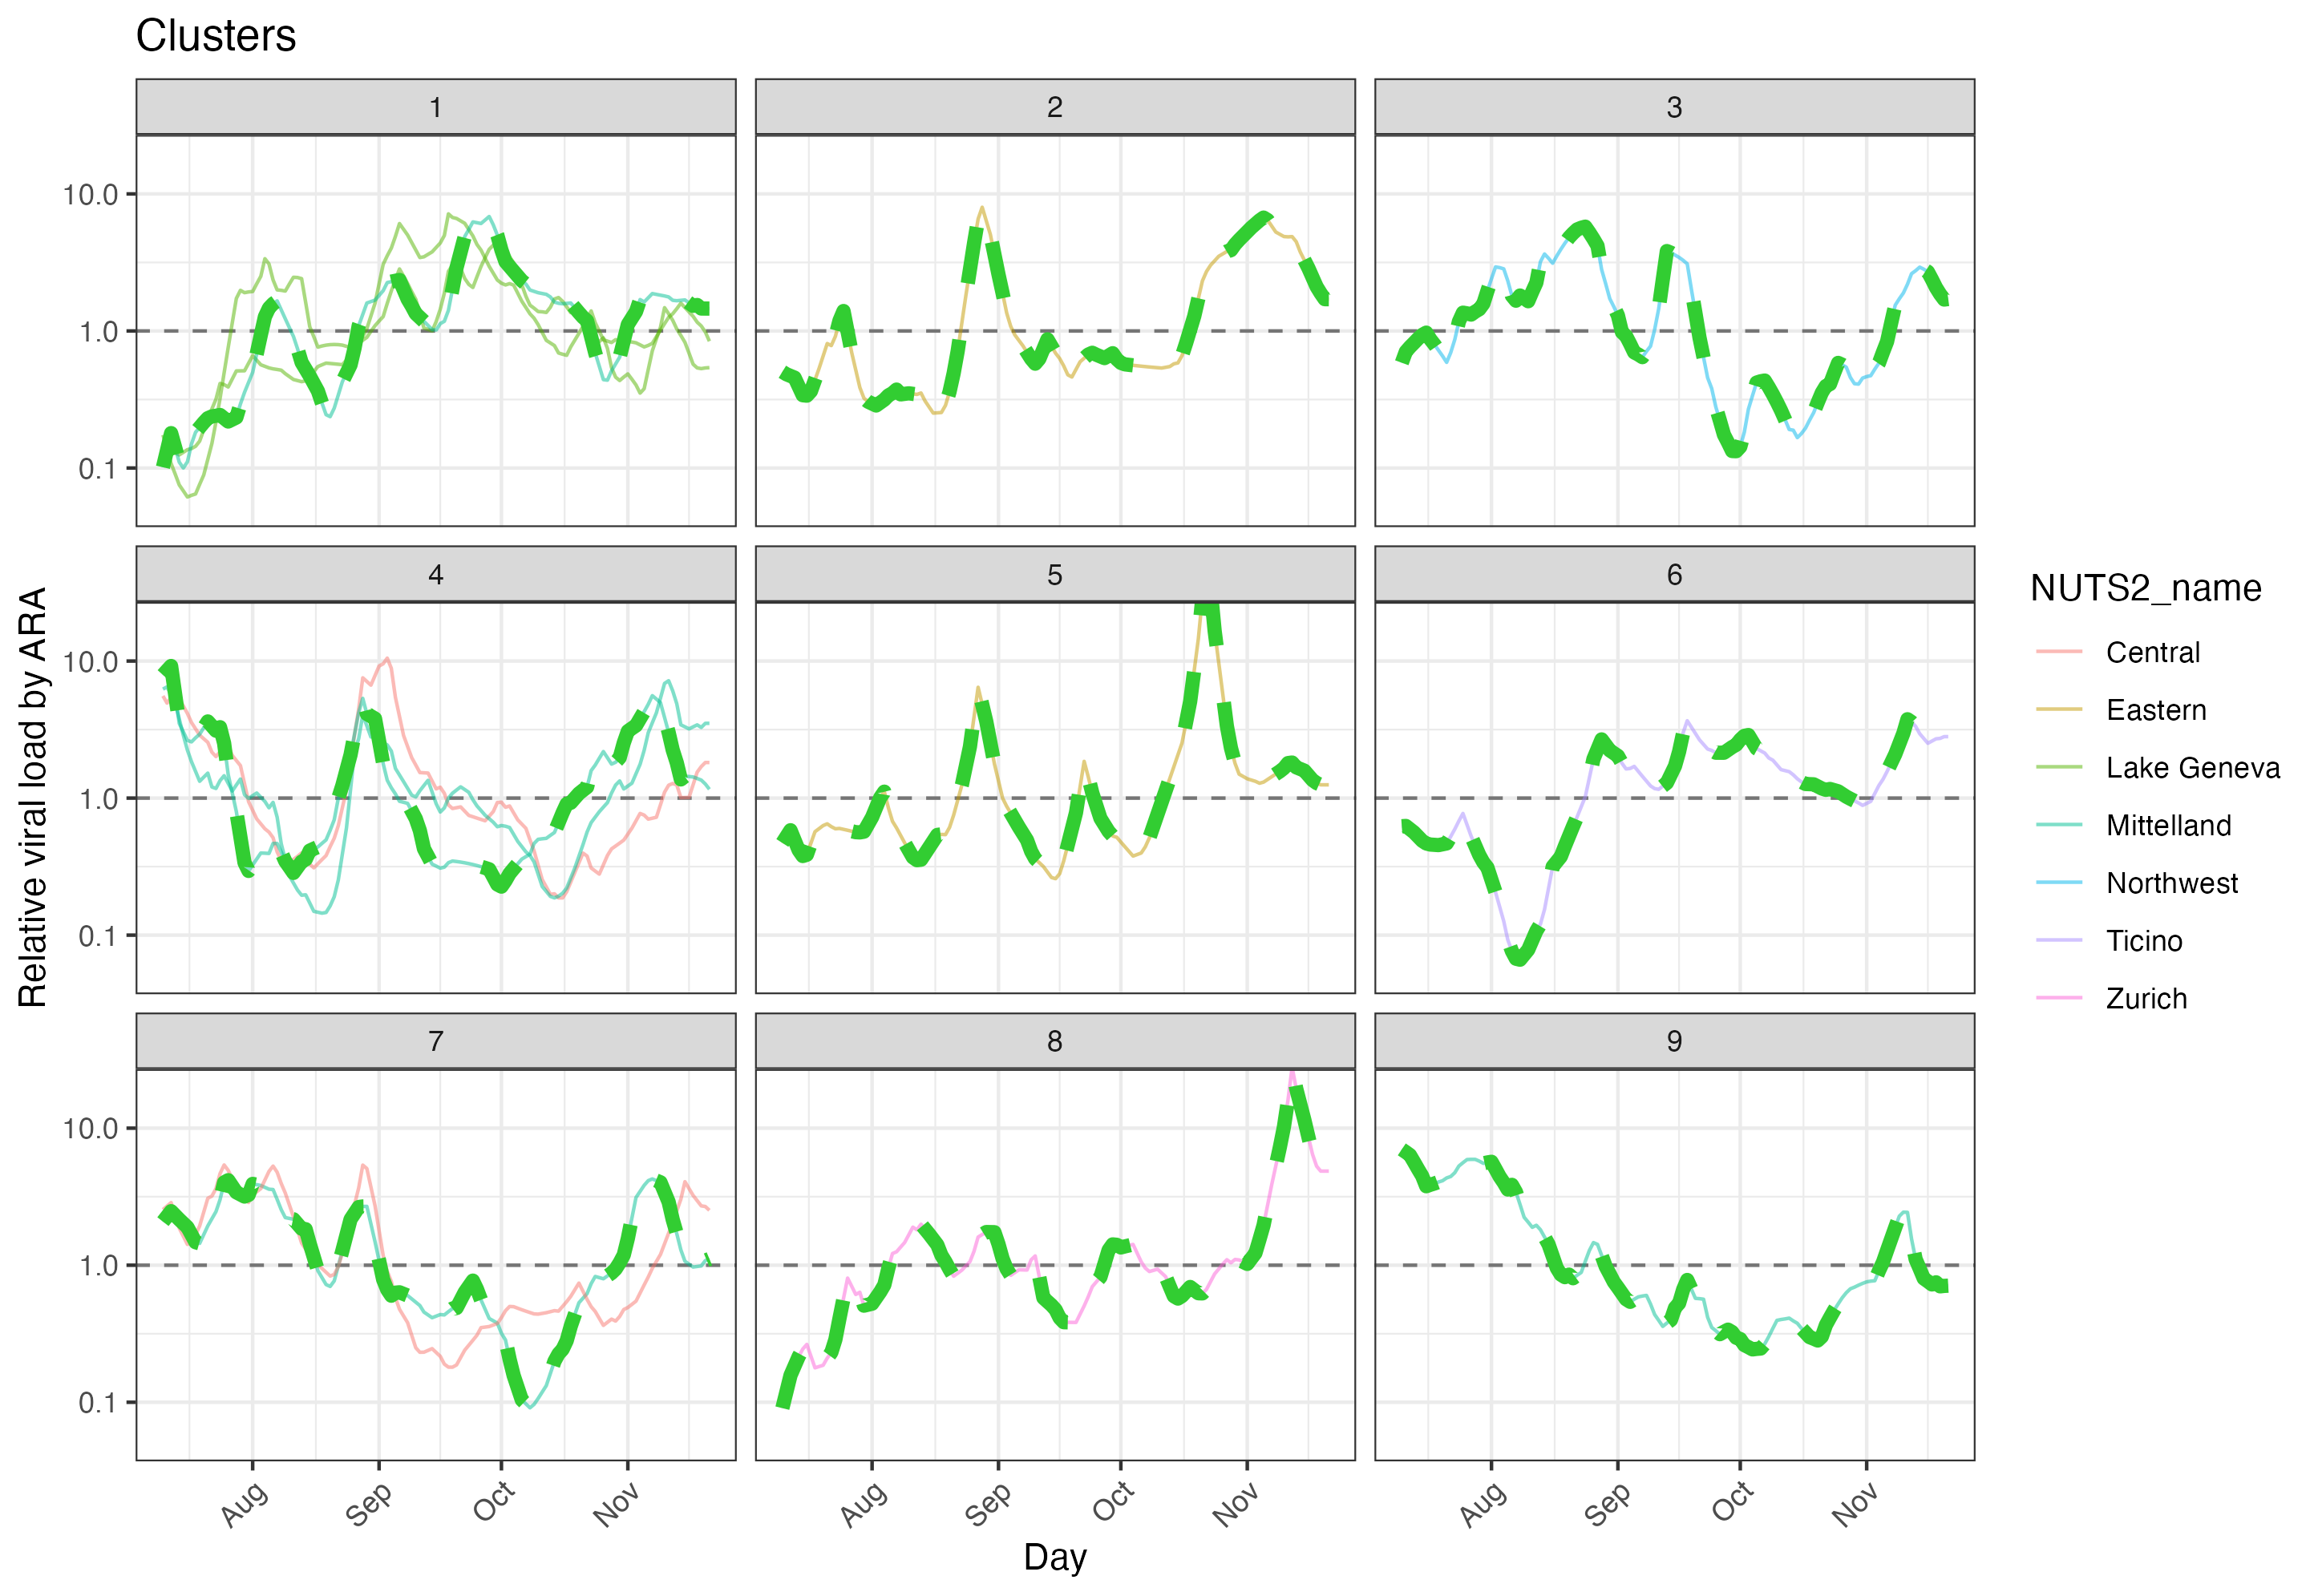 Clusters
1
2
3
10.0
1.0
0.1
4
5
6
10.0
1.0
0.1
7
8
9
10.0
1.0
0.1
Aug
Sep
Oct
Nov
Aug
Sep
Oct
Nov
Aug
Sep
Oct
Nov
Day
Relative viral load by ARA
NUTS2_name
Central
Eastern
Lake Geneva
Mittelland
Northwest
Ticino
Zurich